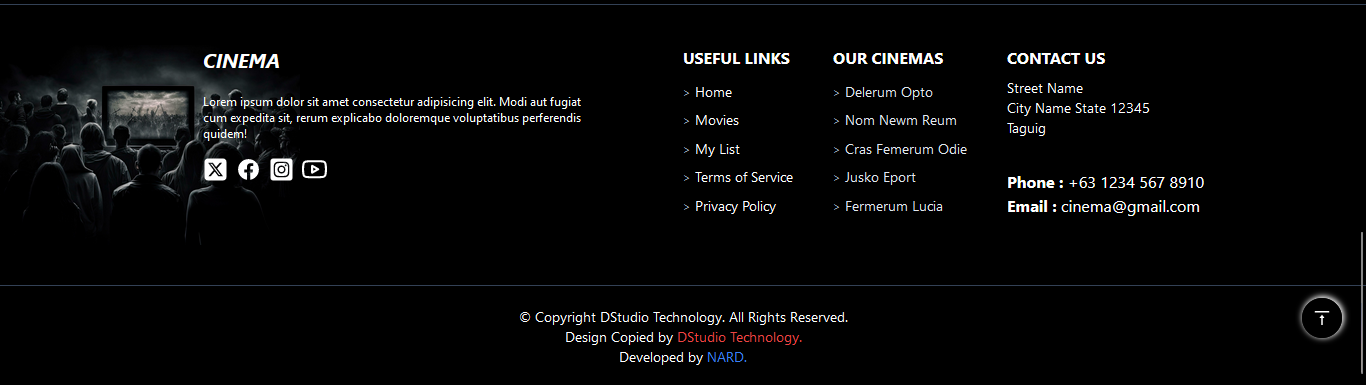 CINEMA
Lorem ipsum dolor sit amet consectetur adipisicing elit. Modi aut fugiat
cum expedita sit, rerum explicabo doloremque voluptatibus perferendis
quidem!
USEFUL LINKS
> Home
> Movies
> My List
> Terms of Service
> Privacy Policy
OUR CINEMAS
> Delerum Opto
> Nom Newm Reum
> Cras Femerum Odie
> Jusko Eport
> Fermerum Lucia
CONTACT US
Street Name
City Name State 12345
Taguig
Phone : +63 1234 567 8910
Email : cinema@gmail.com
© Copyright DStudio Technology. All Rights Reserved.
Design Copied by DStudio Technology.
Developed by NARD.